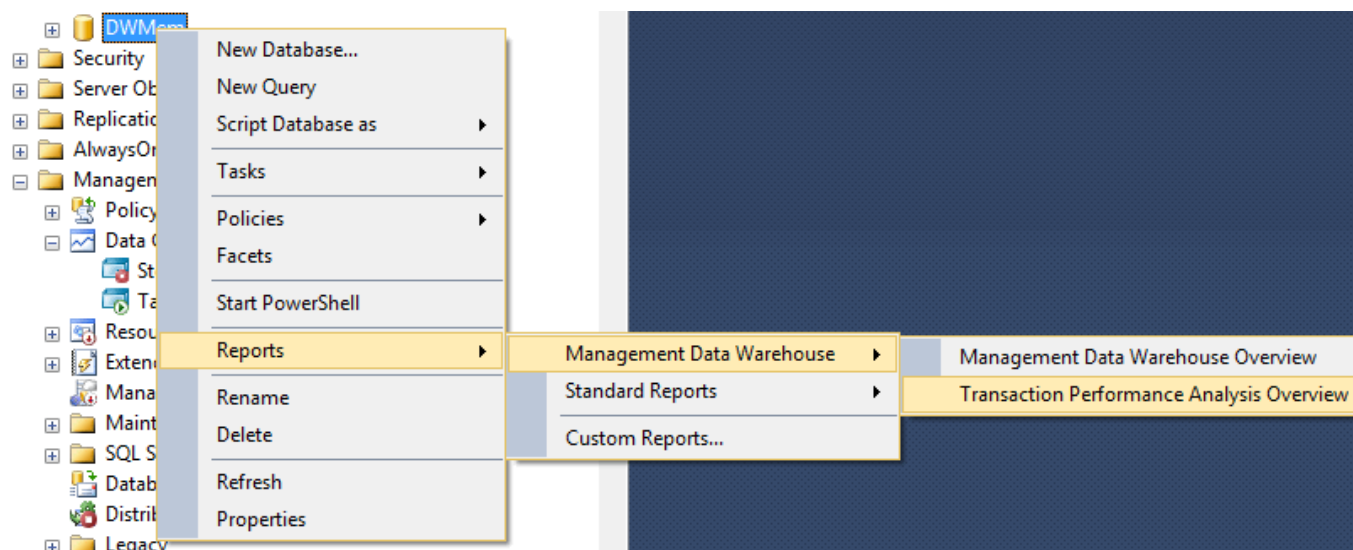 DWMem
Security
Server Ob
Replicatio
AlwaysOn
Managem
Policy
Data C
St
Ta
Resou
Exten
Mana
Maint
SQL S
Datab
Distrib
Legacy
New Database...
New Query
Script Database as
Tasks
Policies
Facets
Start PowerShell
Reports
Rename
Delete
Refresh
Properties
Management Data Warehouse
Standard Reports
Custom Reports...
Management Data Warehouse Overview
Transaction Performance Analysis Overview